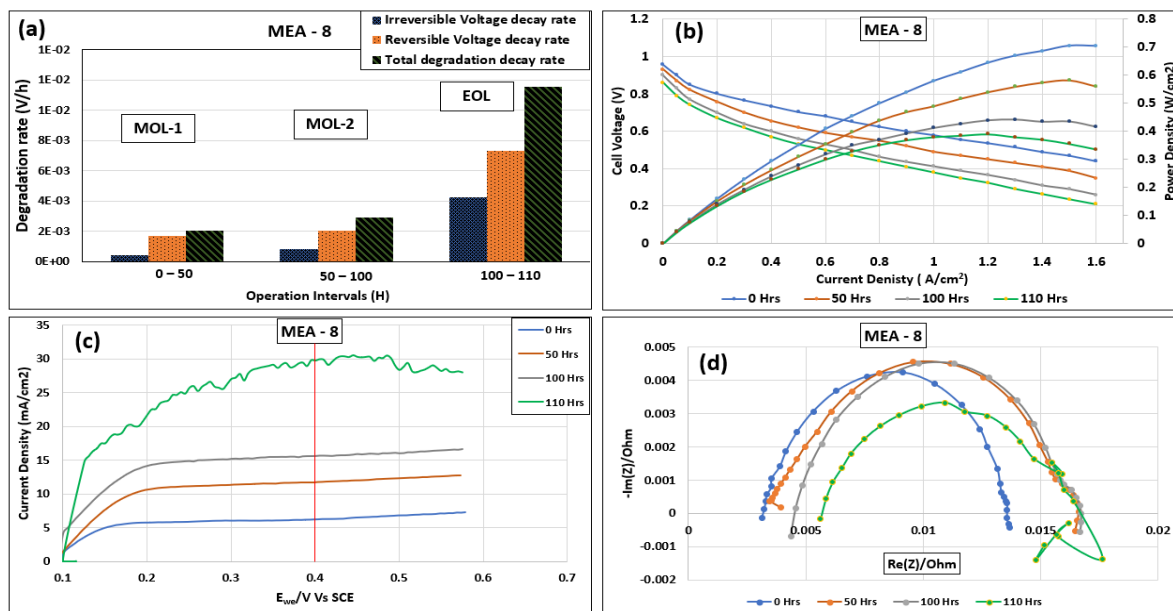 (a)
MEA - 8
Irreversible Voltage decay rate
Reversible Voltage decay rate
Total degradation decay rate
Degradation rate (V/h)
1E-02
1E-02
1E-02
8E-03
6E-03
4E-03
2E-03
0E+00
MOL-1
MOL-2
EOL
0 – 50
50 – 100
100 – 110
Operation Intervals (H)
(b)
MEA - 8
Cell Voltage (V)
1.2
1
0.8
0.6
0.4
0.2
0
Power Density (W/cm2)
0.8
0.7
0.6
0.5
0.4
0.3
0.2
0.1
0
0 0.2 0.4 0.6 0.8 1 1.2 1.4 1.6
Current Denisty ( A/cm²)
0 Hrs 50 Hrs 100 Hrs 110 Hrs
(c)
MEA - 8
Current Density (mA/cm2)
35
30
25
20
15
10
5
0
0 Hrs
50 Hrs
100 Hrs
110 Hrs
0.1 0.2 0.3 0.4 0.5 0.6 0.7
Ewe/V Vs SCE
(d)
MEA - 8
-Im(Z)/Ohm
0.005
0.004
0.003
0.002
0.001
0
-0.001
-0.002
0 0.005 0.01 0.015 0.02
Re(Z)/Ohm
0 Hrs 50 Hrs 100 Hrs 110 Hrs